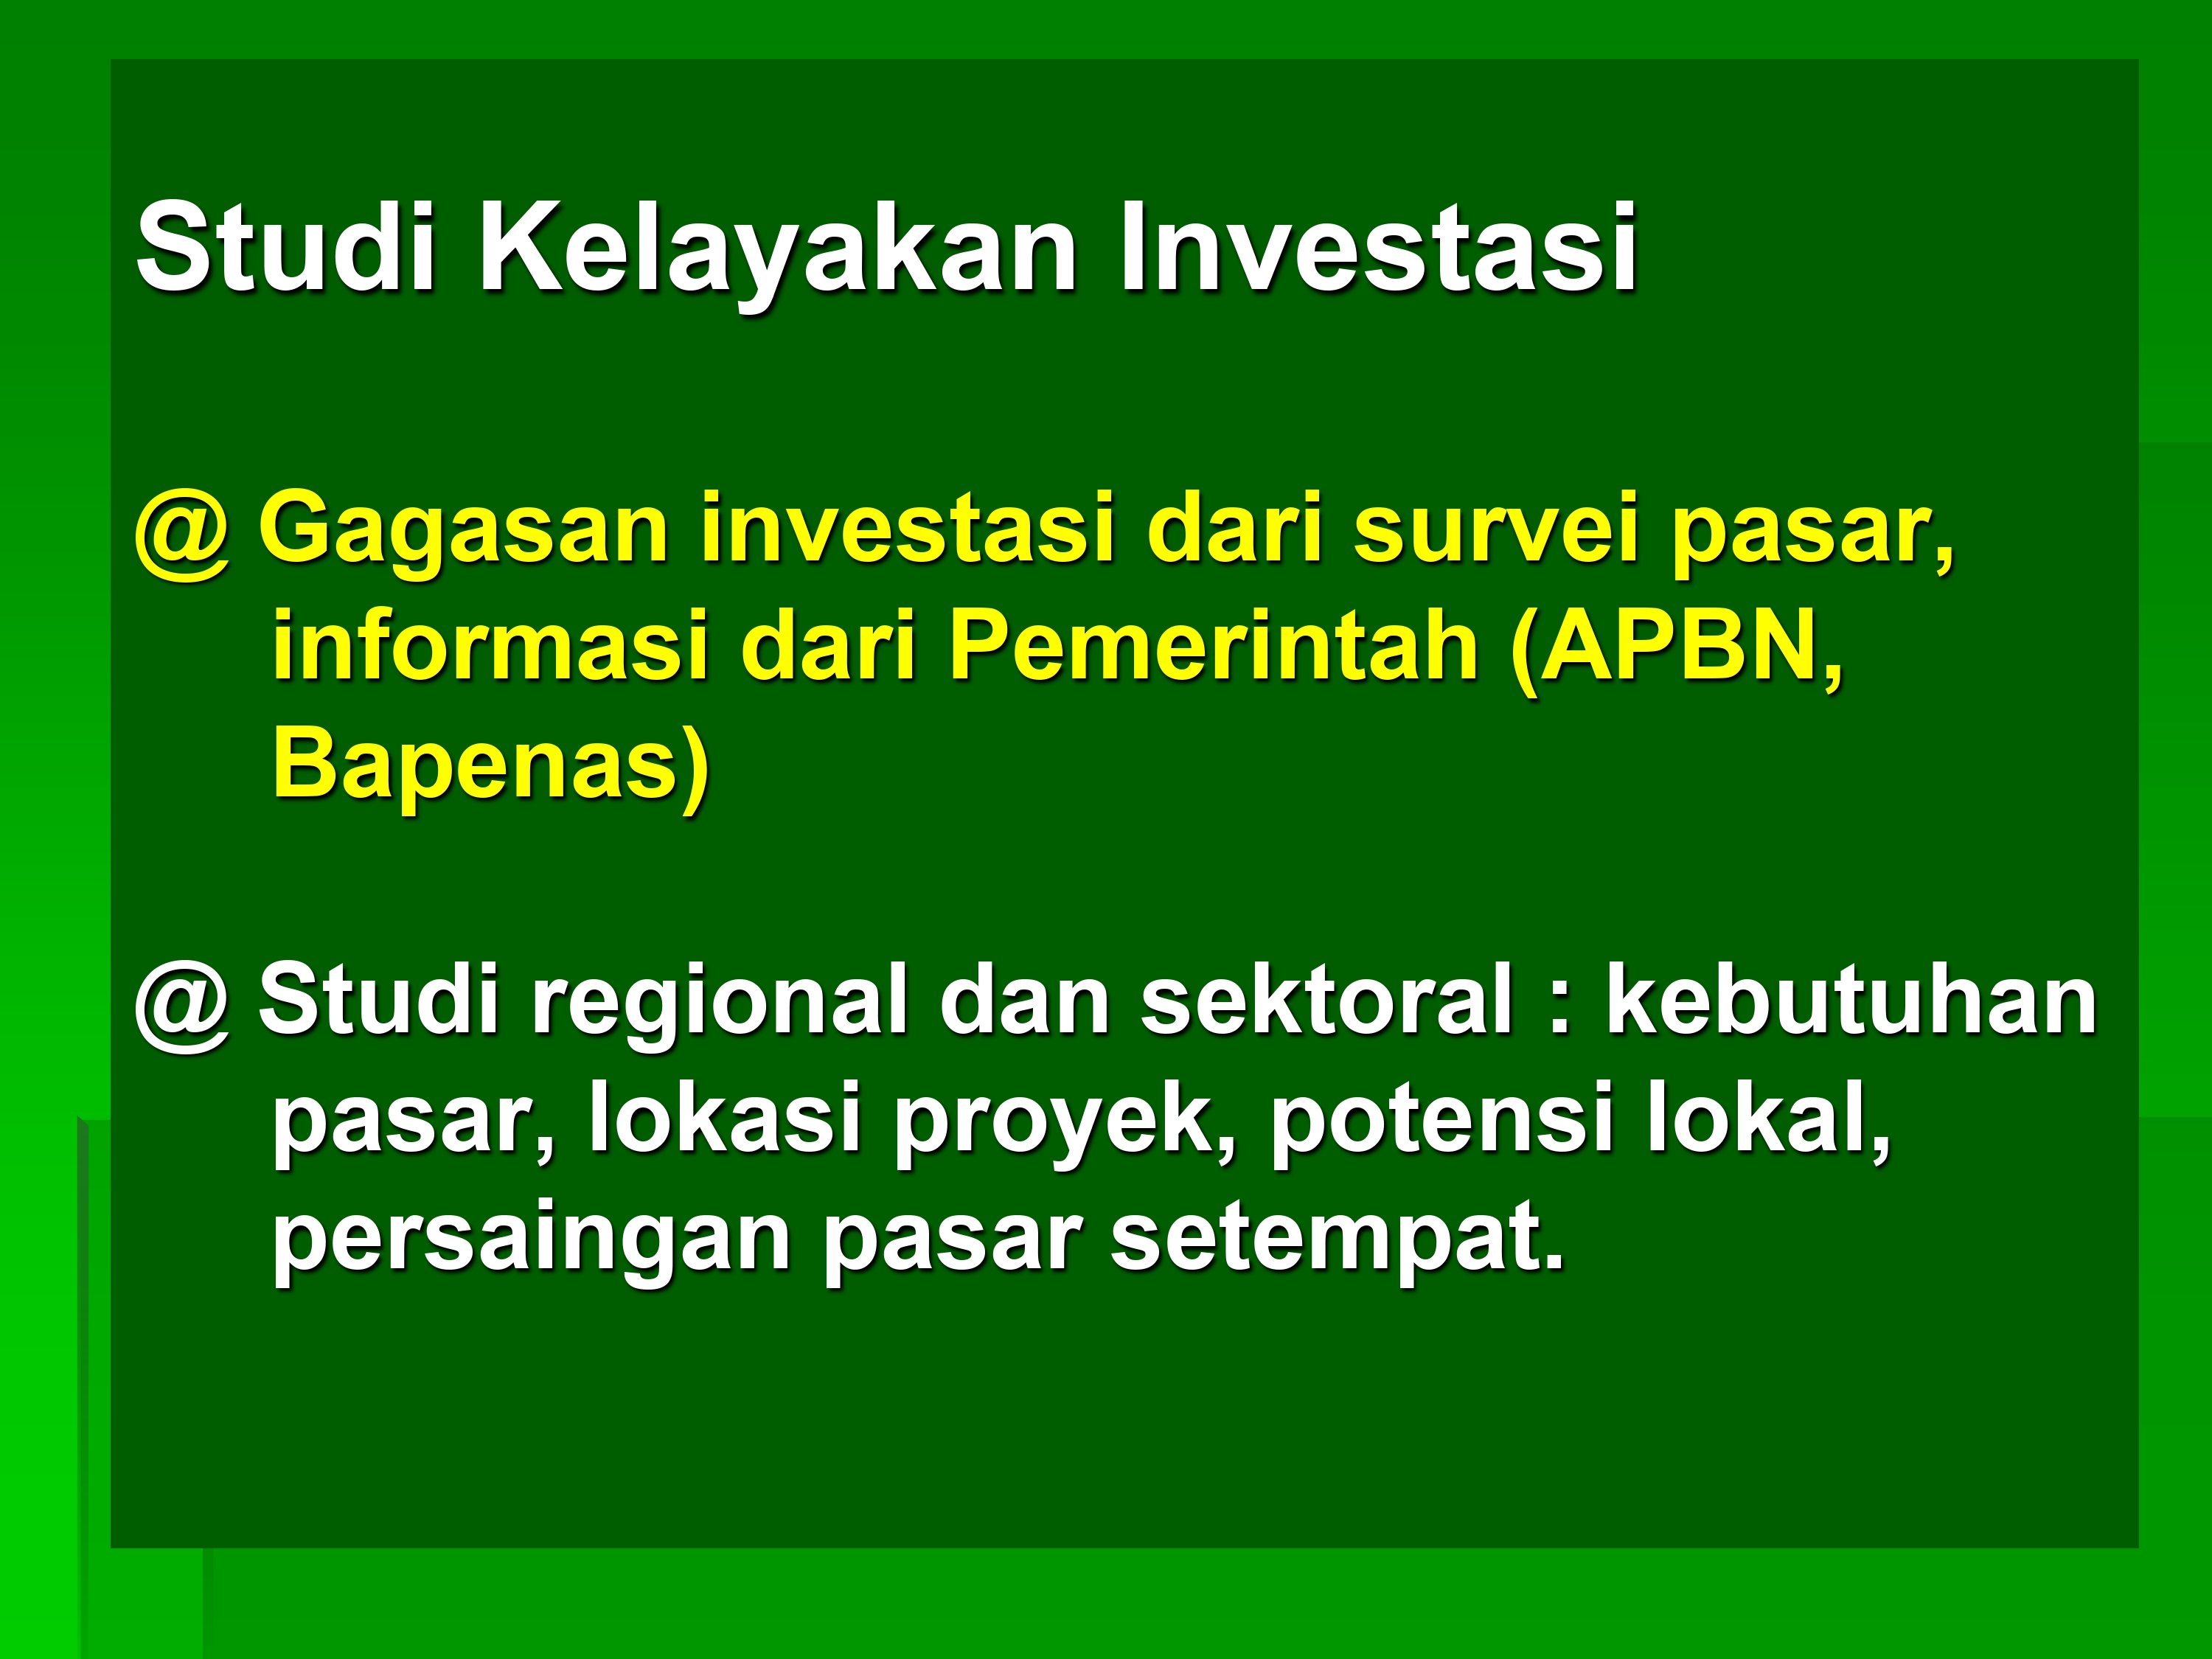 Studi Kelayakan Investasi
@ Gagasan investasi dari survei pasar,
informasi dari Pemerintah (APBN,
Bapenas)
@ Studi regional dan sektoral : kebutuhan
pasar, lokasi proyek, potensi lokal,
persaingan pasar setempat.